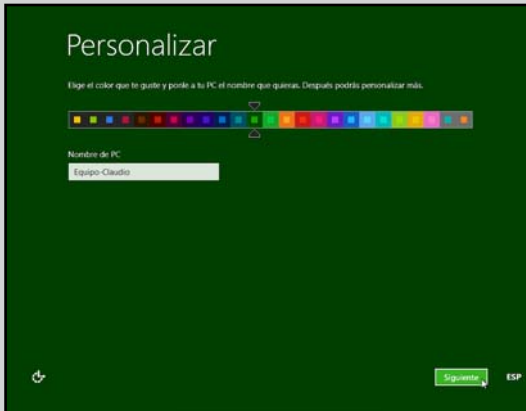 Personalizar
Elige el color que te guste y ponle a tu PC el nombre que quieras. Después podrás personalizar más.
Nombre de PC
Equipo-Claudio
Siguiente
ESP